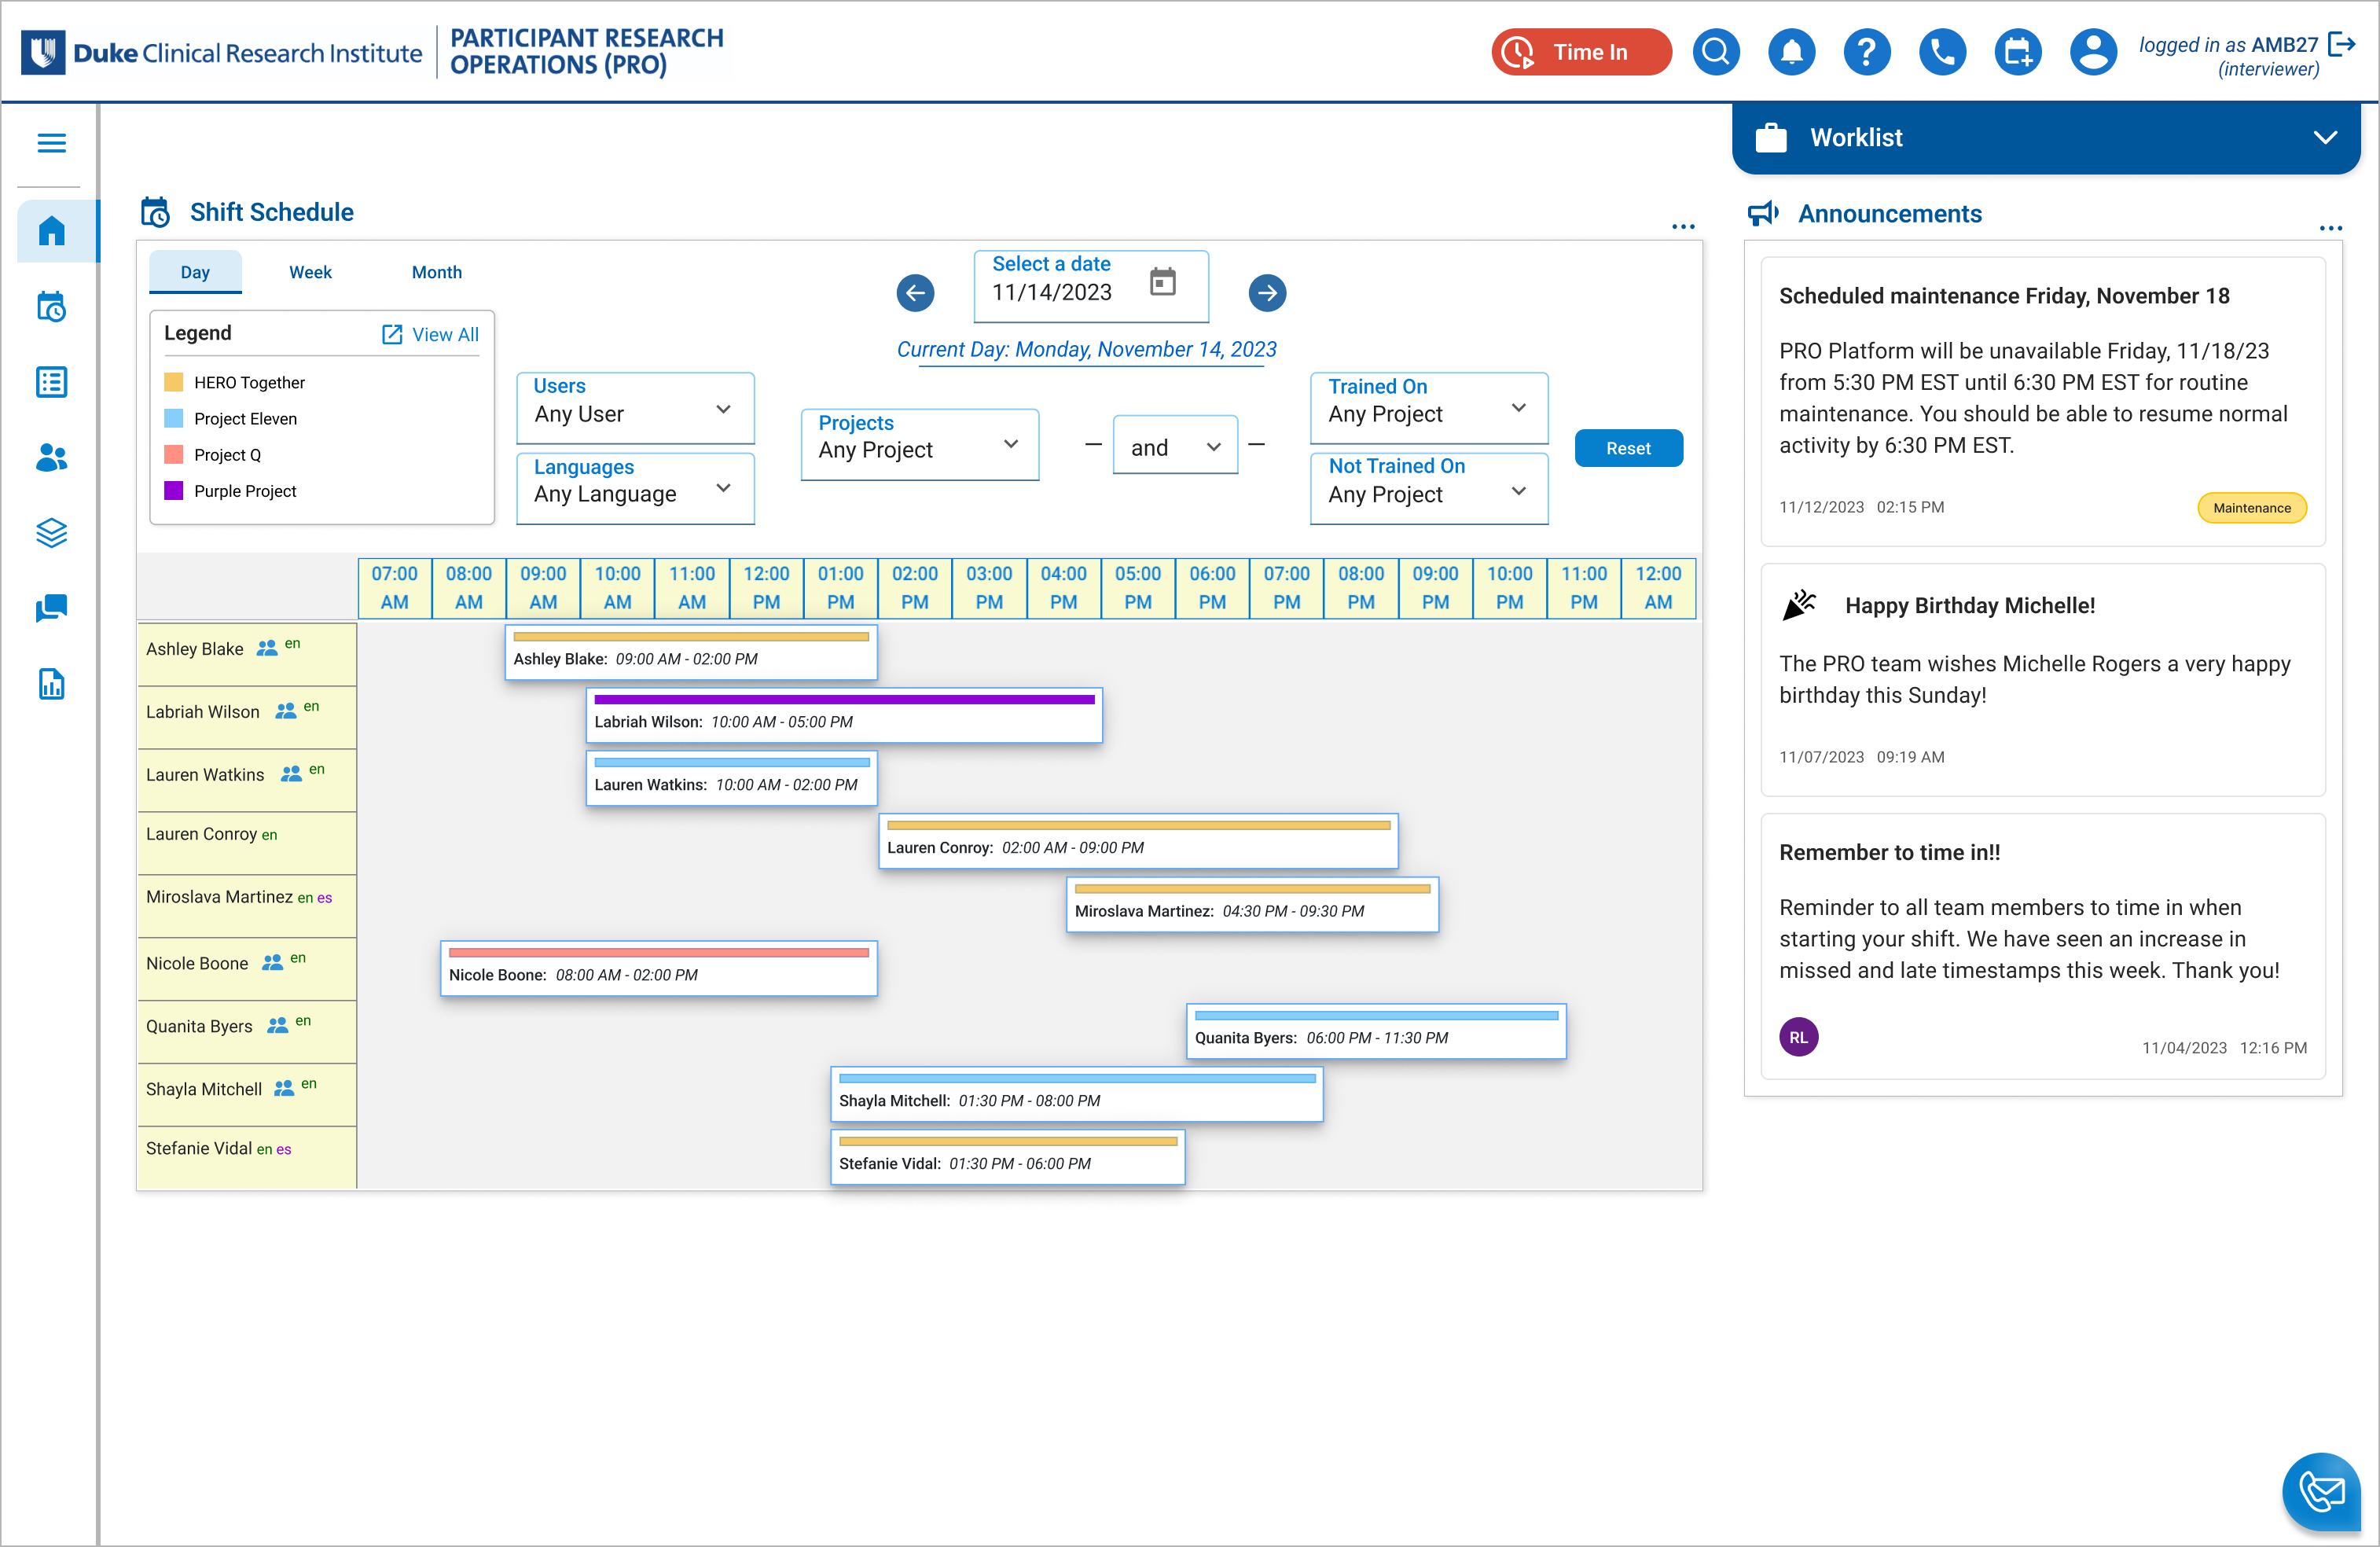 Duke Clinical Research Institute
PARTICIPANT RESEARCH
OPERATIONS (PRO)
Time In
logged in as AMB27
(interviewer)
Worklist
Shift Schedule
...
Day
Week
Month
Select a date
11/14/2023
Current Day: Monday, November 14, 2023
Legend
View All
HERO Together
Project Eleven
Project Q
Purple Project
Users
Any User
Languages
Any Language
Projects
Any Project
and
Trained On
Any Project
Not Trained On
Any Project
Reset
07:00 AM
08:00 AM
09:00 AM
10:00 AM
11:00 AM
12:00 PM
01:00 PM
02:00 PM
03:00 PM
04:00 PM
05:00 PM
06:00 PM
07:00 PM
08:00 PM
09:00 PM
10:00 PM
11:00 PM
12:00 AM
Ashley Blake en
Ashley Blake: 09:00 AM - 02:00 PM
Labriah Wilson en
Labriah Wilson: 10:00 AM - 05:00 PM
Lauren Watkins en
Lauren Watkins: 10:00 AM - 02:00 PM
Lauren Conroy en
Lauren Conroy: 02:00 AM - 09:00 PM
Miroslava Martinez en es
Miroslava Martinez: 04:30 PM - 09:30 PM
Nicole Boone en
Nicole Boone: 08:00 AM - 02:00 PM
Quanita Byers en
Quanita Byers: 06:00 PM - 11:30 PM
Shayla Mitchell en
Shayla Mitchell: 01:30 PM - 08:00 PM
Stefanie Vidal en es
Stefanie Vidal: 01:30 PM - 06:00 PM
Announcements
...
Scheduled maintenance Friday, November 18
PRO Platform will be unavailable Friday, 11/18/23
from 5:30 PM EST until 6:30 PM EST for routine
maintenance. You should be able to resume normal
activity by 6:30 PM EST.
11/12/2023 02:15 PM
Maintenance
Happy Birthday Michelle!
The PRO team wishes Michelle Rogers a very happy
birthday this Sunday!
11/07/2023 09:19 AM
Remember to time in!!
Reminder to all team members to time in when
starting your shift. We have seen an increase in
missed and late timestamps this week. Thank you!
RL
11/04/2023 12:16 PM